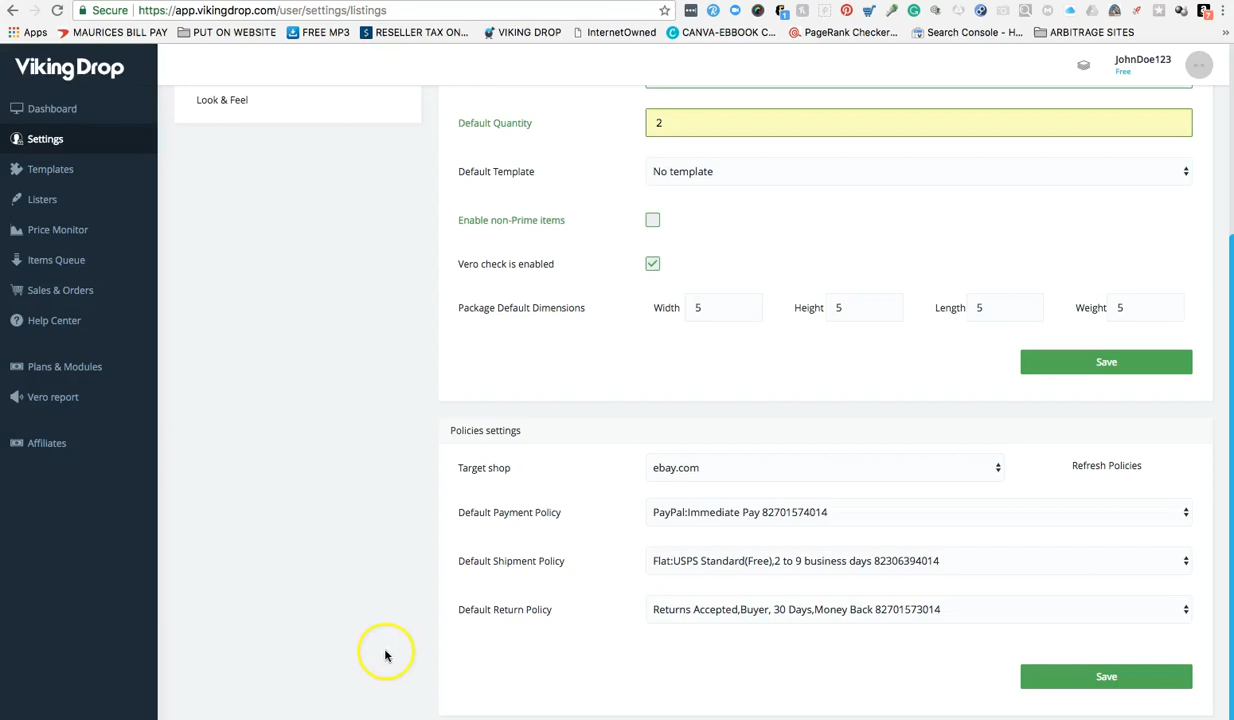 Secure https://app.vikingdrop.com/user/settings/listings
Apps MAURICES BILL PAY PUT ON WEBSITE FREE MP3 RESELLER TAX ON... VIKING DROP InternetOwned CANVA-EBOOK C... PageRank Checker... Search Console - H... ARBITRAGE SITES »
VikingDrop
JohnDoe123
Free
Dashboard
Settings
Templates
Listers
Price Monitor
Items Queue
Sales & Orders
Help Center
Plans & Modules
Vero report
Affiliates
Look & Feel
Default Quantity 2
Default Template No template
Enable non-Prime items
Vero check is enabled
Package Default Dimensions Width 5 Height 5 Length 5 Weight 5
Save
Policies settings
Target shop ebay.com Refresh Policies
Default Payment Policy PayPal:Immediate Pay 82701574014
Default Shipment Policy Flat:USPS Standard(Free),2 to 9 business days 82306394014
Default Return Policy Returns Accepted,Buyer, 30 Days,Money Back 82701573014
Save